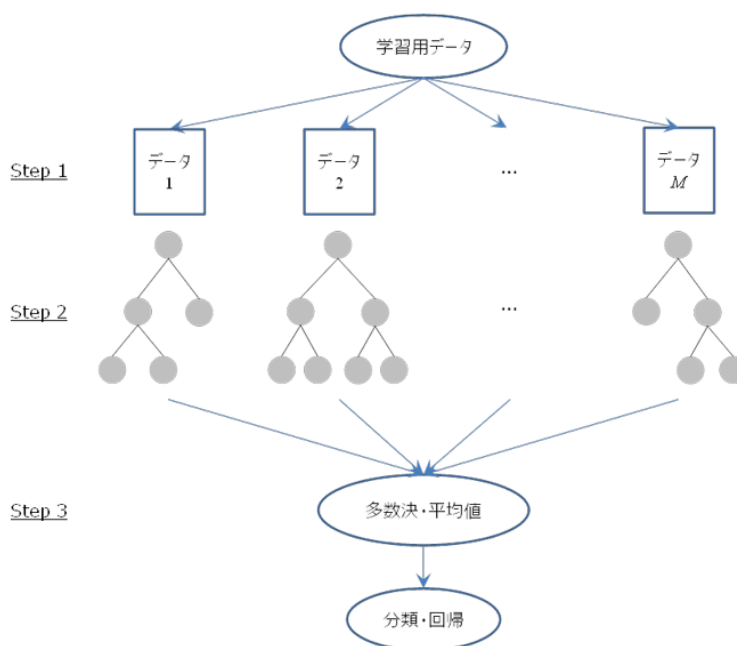 学習用データ
Step 1
データ
1
データ
2
...
データ
M
Step 2
...
Step 3
多数決・平均値
分類・回帰